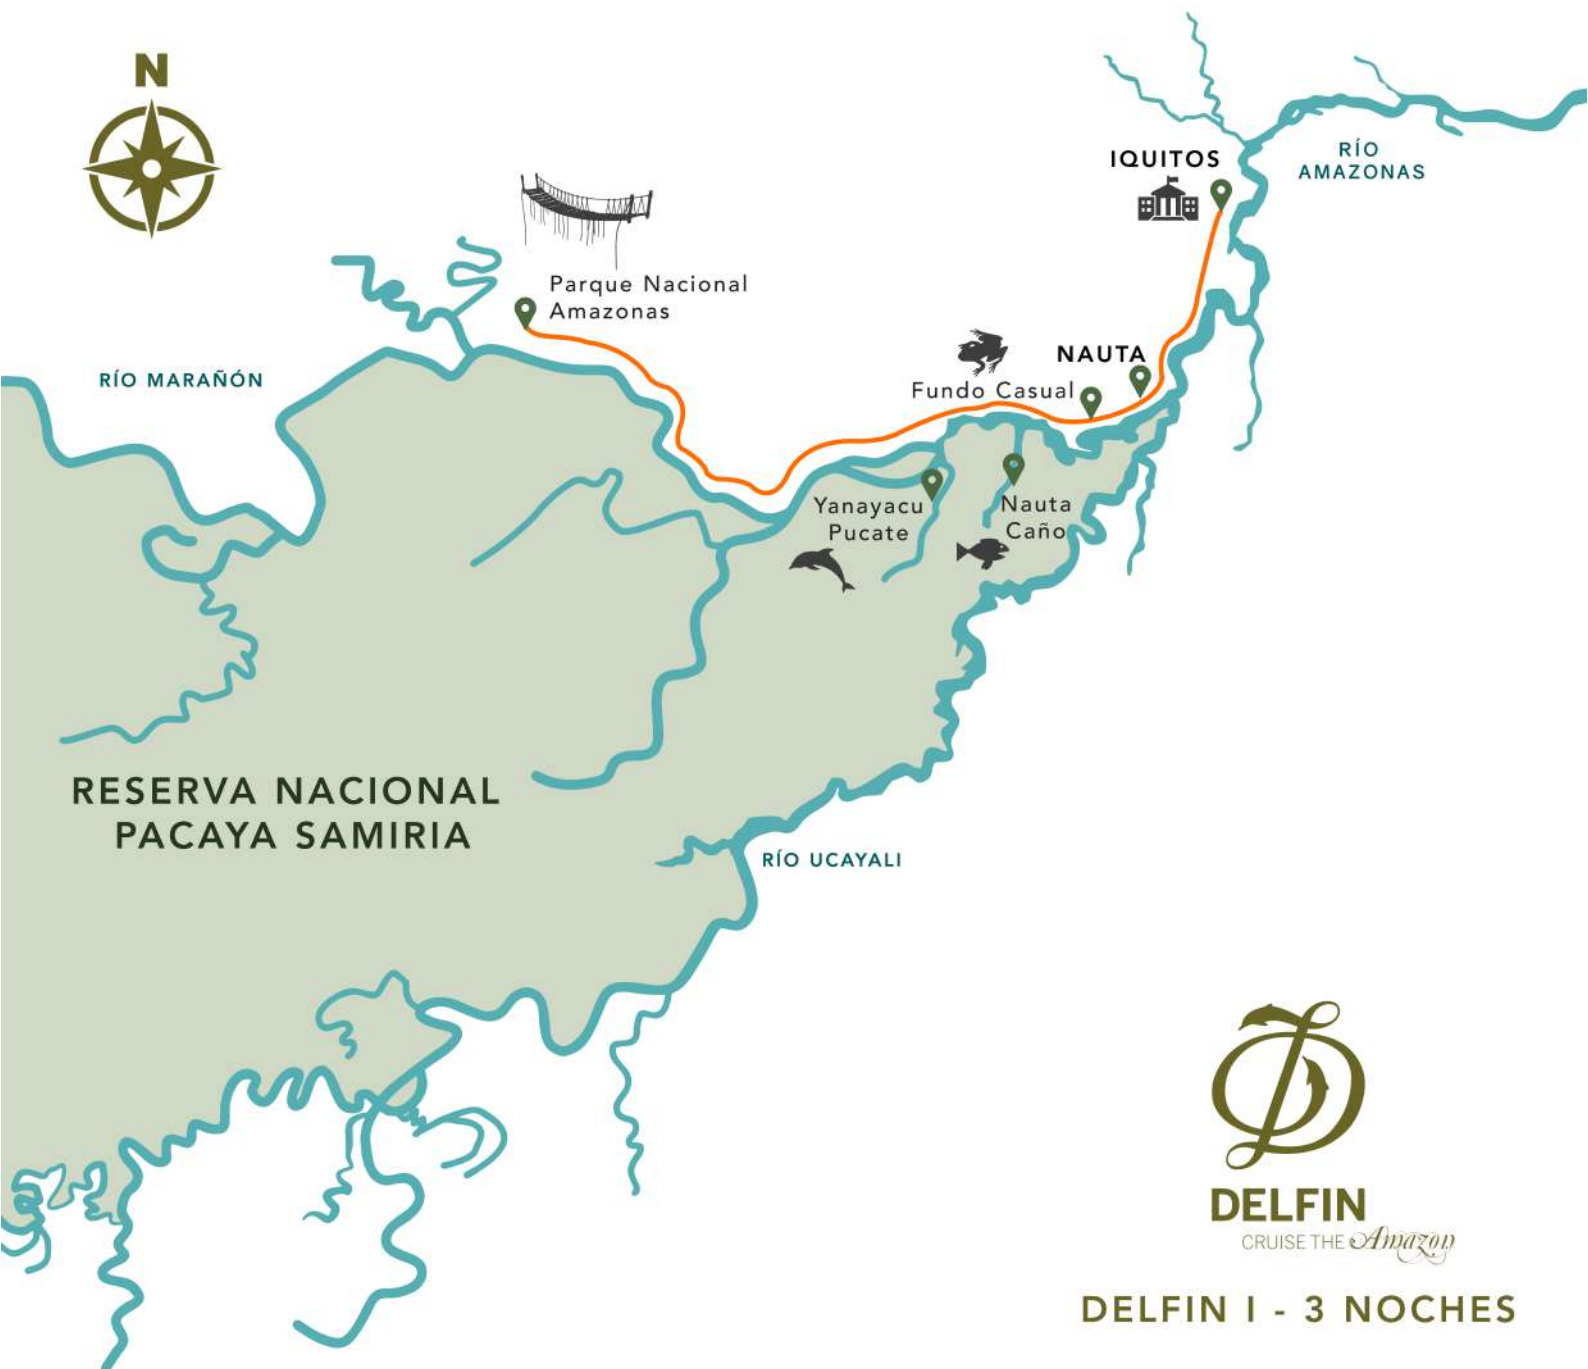 N
IQUITOS
RÍO
AMAZONAS
Parque Nacional
Amazonas
NAUTA
RÍO MARAÑÓN
Fundo Casual
Yanayacu
Pucate
Nauta
Caño
RESERVA NACIONAL
PACAYA SAMIRIA
RÍO UCAYALI
DELFIN
CRUISE THE Amazon
DELFIN I - 3 NOCHES